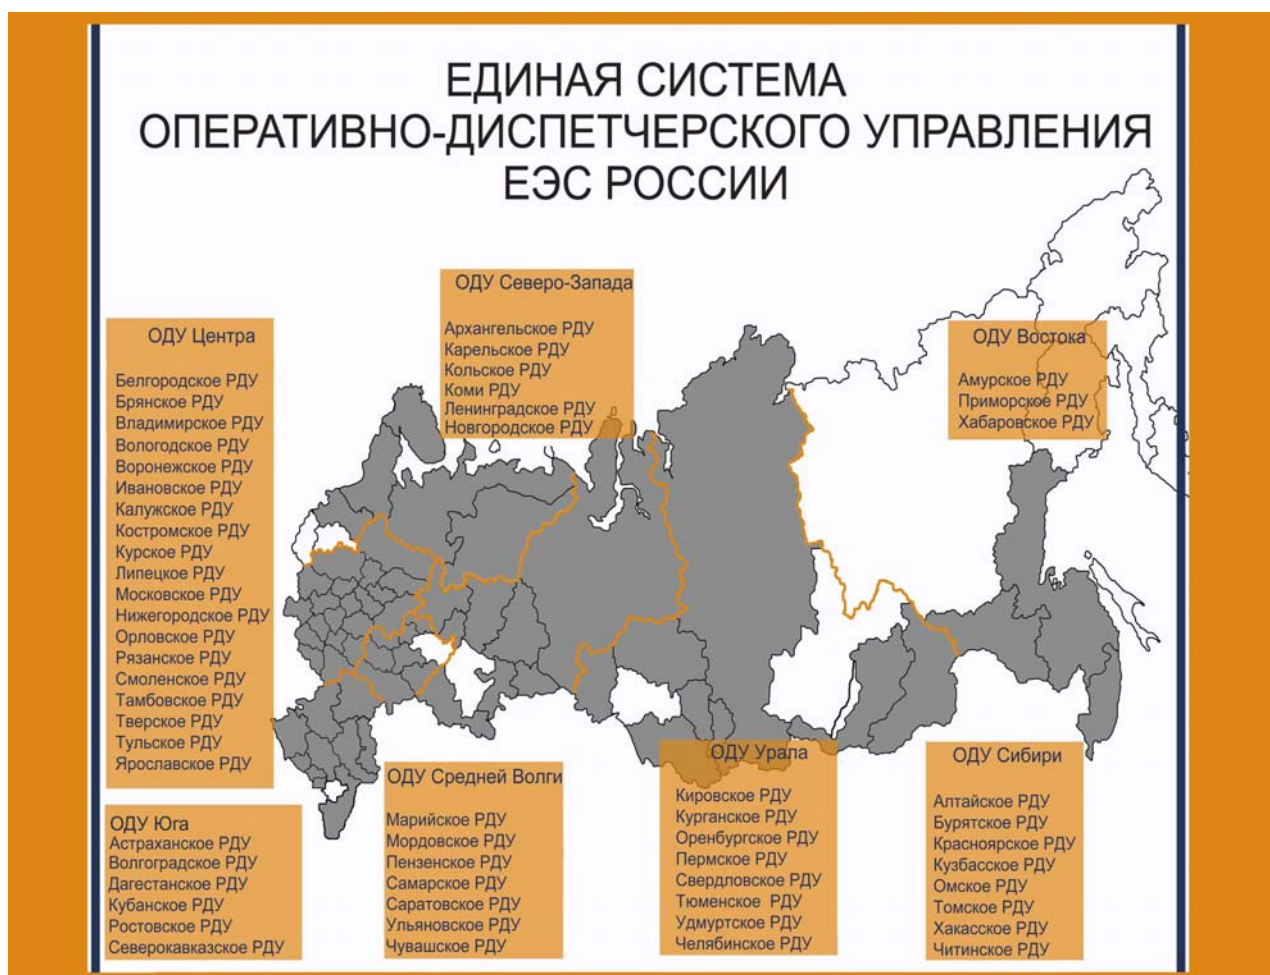 ЕДИНАЯ СИСТЕМА
ОПЕРАТИВНО-ДИСПЕТЧЕРСКОГО УПРАВЛЕНИЯ
ЕЭС РОССИИ
ОДУ Северо-Запада
Архангельское РДУ
Карельское РДУ
Кольское РДУ
Коми РДУ
Ленинградское РДУ
Новгородское РДУ
ОДУ Центра
Белгородское РДУ
Брянское РДУ
Владимирское РДУ
Вологодское РДУ
Воронежское РДУ
Ивановское РДУ
Калужское РДУ
Костромское РДУ
Курское РДУ
Липецкое РДУ
Московское РДУ
Нижегородское РДУ
Орловское РДУ
Рязанское РДУ
Смоленское РДУ
Тамбовское РДУ
Тверское РДУ
Тульское РДУ
Ярославское РДУ
ОДУ Востока
Амурское РДУ
Приморское РДУ
Хабаровское РДУ
ОДУ Юга
Астраханское РДУ
Волгоградское РДУ
Дагестанское РДУ
Кубанское РДУ
Ростовское РДУ
Северокавказское РДУ
ОДУ Средней Волги
Марийское РДУ
Мордовское РДУ
Пензенское РДУ
Самарское РДУ
Саратовское РДУ
Ульяновское РДУ
Чувашское РДУ
ОДУ Урала
Кировское РДУ
Курганское РДУ
Оренбургское РДУ
Пермское РДУ
Свердловское РДУ
Тюменское РДУ
Удмуртское РДУ
Челябинское РДУ
ОДУ Сибири
Алтайское РДУ
Бурятское РДУ
Красноярское РДУ
Кузбасское РДУ
Омское РДУ
Томское РДУ
Хакасское РДУ
Читинское РДУ